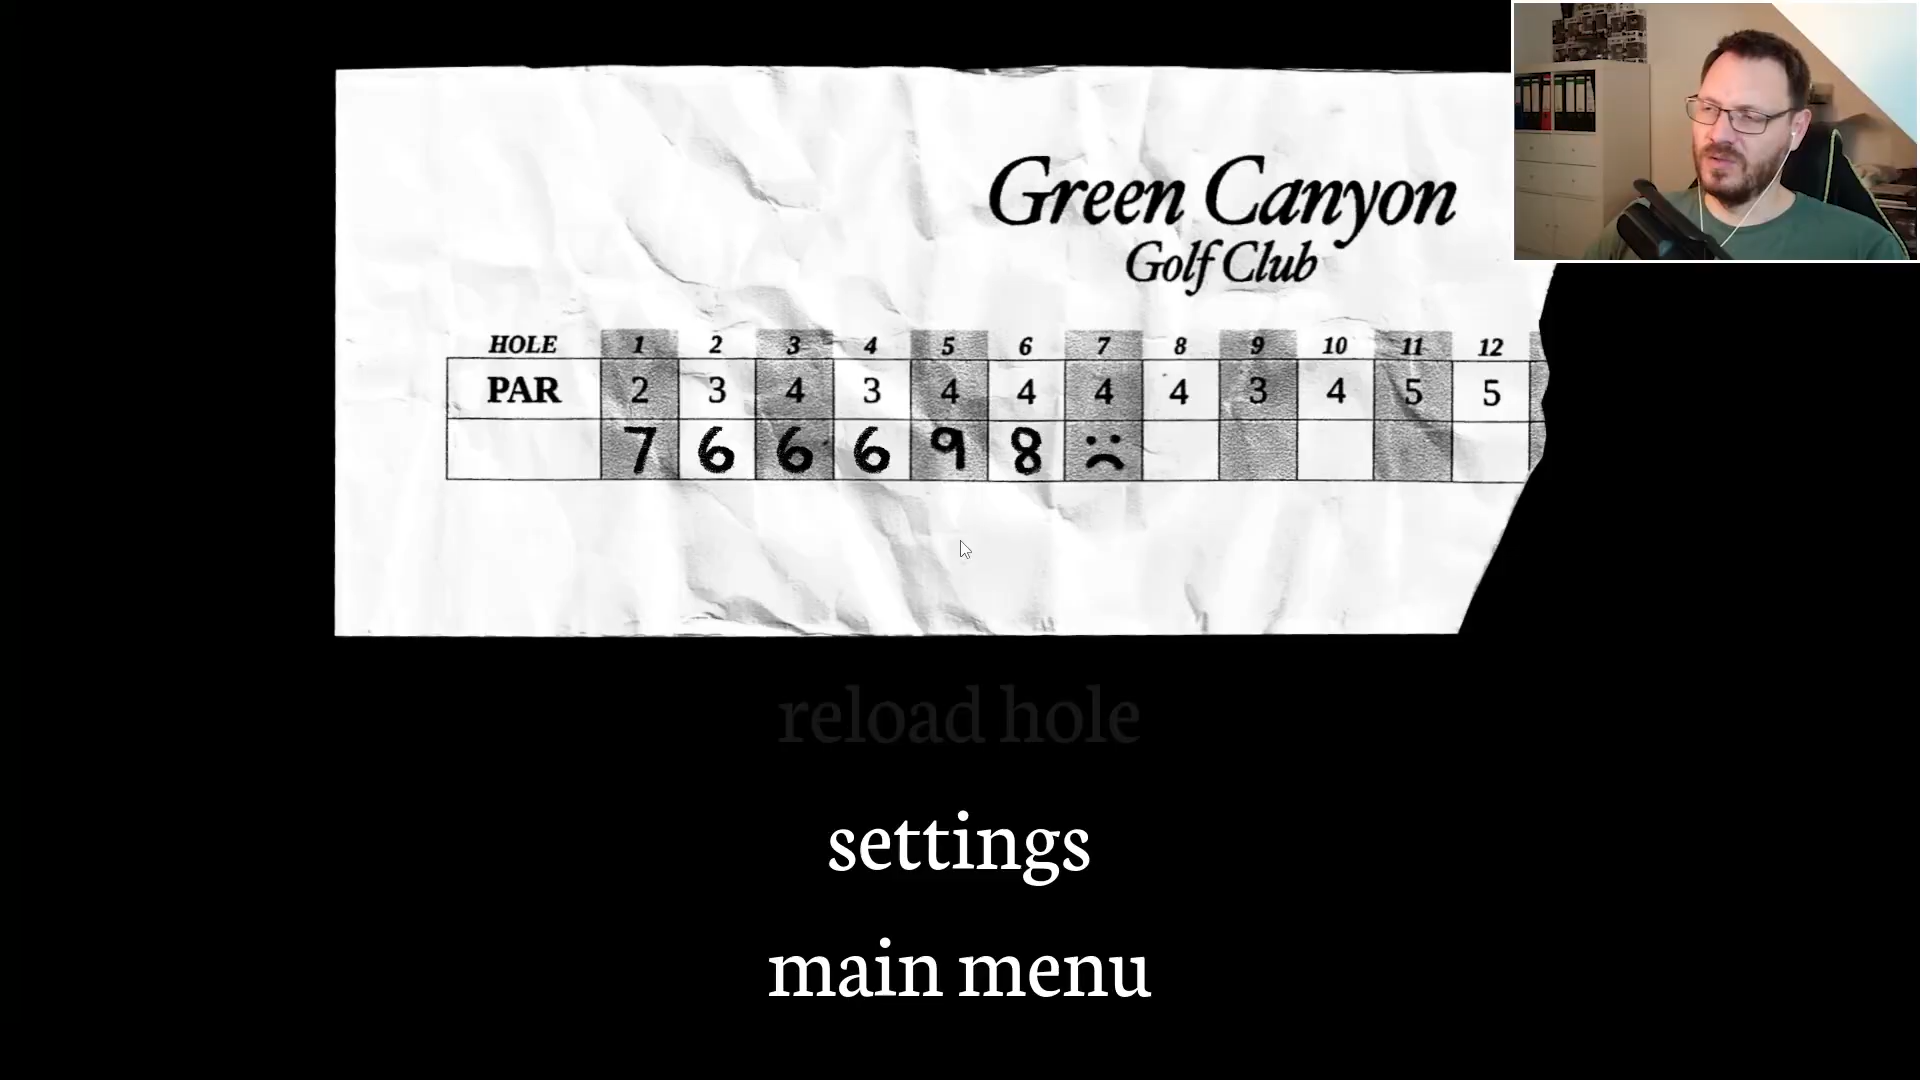 Green Canyon
Golf Club
HOLE 1 2 3 4 5 6 7 8 9 10 11 12
PAR 2 3 4 3 4 4 4 4 3 4 5 5
7 6 6 6 9 8
reload hole
settings
main menu